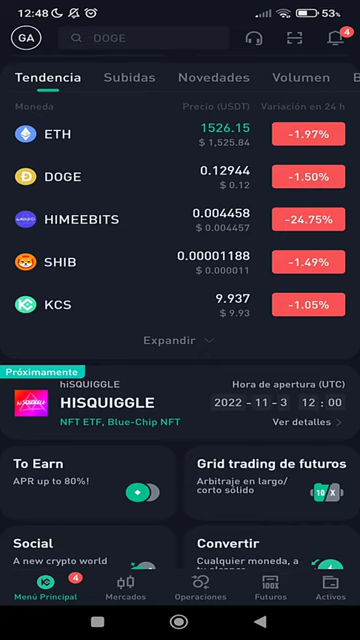 12:48 53%
GA DOGE 4
Tendencia Subidas Novedades Volumen
Moneda Precio (USDT) Variación en 24 h
ETH 1526.15 -1.97%
$ 1,525.84
DOGE 0.12944 -1.50%
$ 0.12
HIMEEBITS 0.004458 -24.75%
$ 0.004457
SHIB 0.00001188 -1.49%
$ 0.000011
KCS 9.937 -1.05%
$ 9.93
Expandir
Próximamente
hiSQUIGGLE Hora de apertura (UTC)
HISQUIGGLE 2022 - 11 - 3 12 : 00
NFT ETF, Blue-Chip NFT Ver detalles
To Earn
APR up to 80%!
Grid trading de futuros
Arbitraje en largo/
corto sólido
10 X
Social
A new crypto world
Convertir
Cualquier moneda, a
4 100X
Menú Principal Mercados Operaciones Futuros Activos